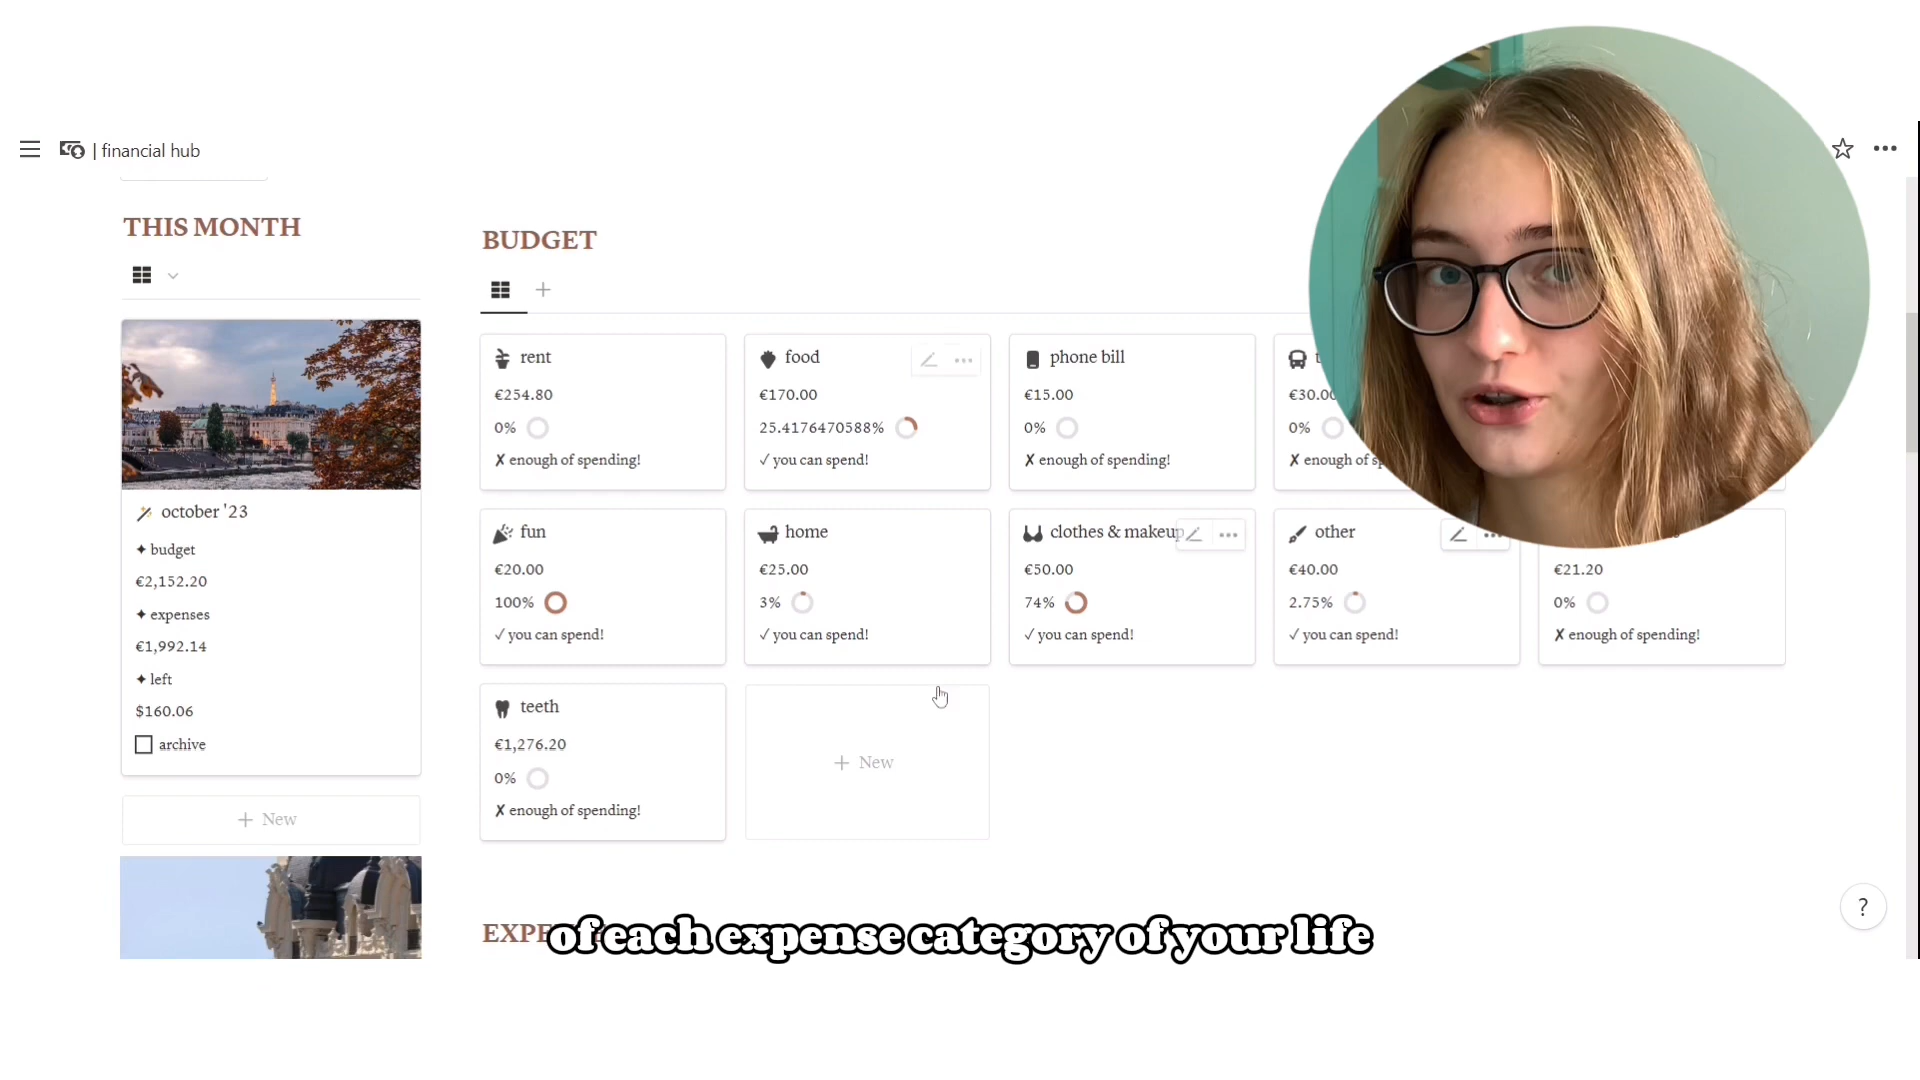 | financial hub
THIS MONTH
october '23
✦ budget
€2,152.20
✦ expenses
€1,992.14
✦ left
$160.06
archive
+ New
BUDGET
rent
€254.80
0%
✗ enough of spending!
food
€170.00
25.4176470588%
✓ you can spend!
phone bill
€15.00
0%
✗ enough of spending!
€30.00
0%
✗ enough of
fun
€20.00
100%
✓ you can spend!
home
€25.00
3%
✓ you can spend!
clothes & makeup
€50.00
74%
✓ you can spend!
other
€40.00
2.75%
✓ you can spend!
€21.20
0%
✗ enough of spending!
teeth
€1,276.20
0%
✗ enough of spending!
+ New
?
of each expense category of your life